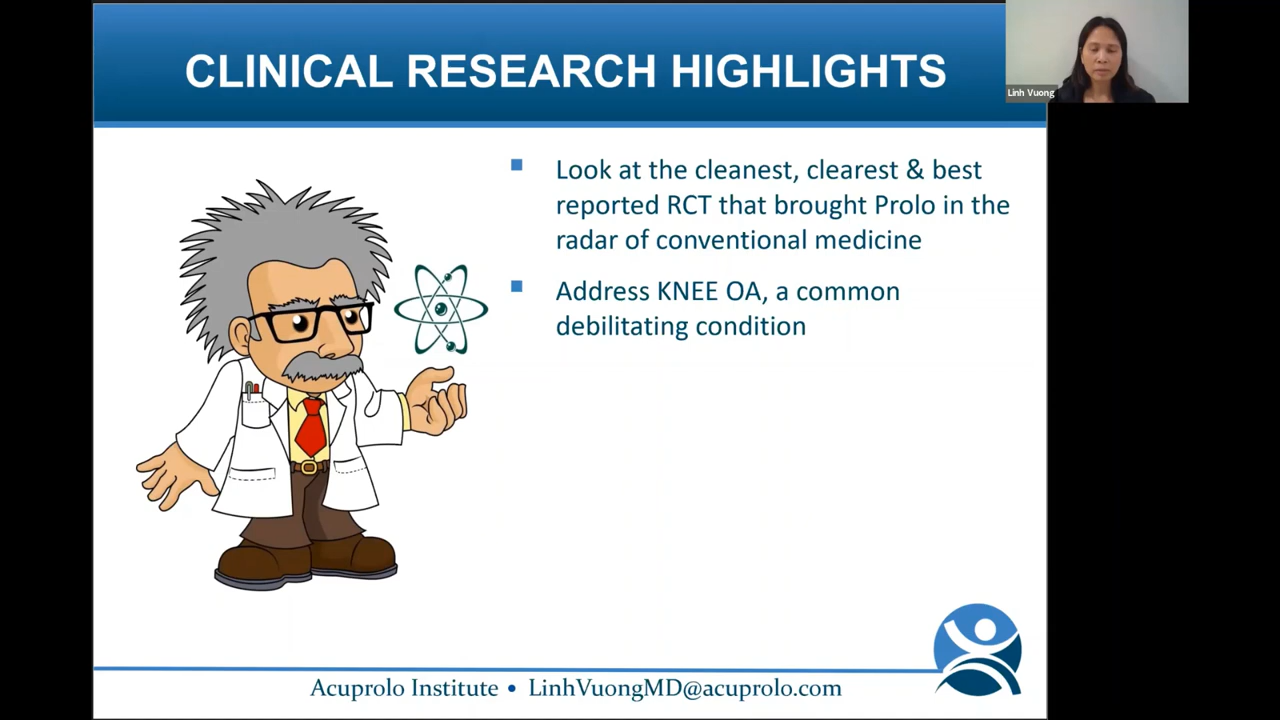 CLINICAL RESEARCH HIGHLIGHTS
Linh Vuong
Look at the cleanest, clearest & best
reported RCT that brought Prolo in the
radar of conventional medicine
Address KNEE OA, a common
debilitating condition
Acuprolo Institute • LinhVuongMD@acuprolo.com